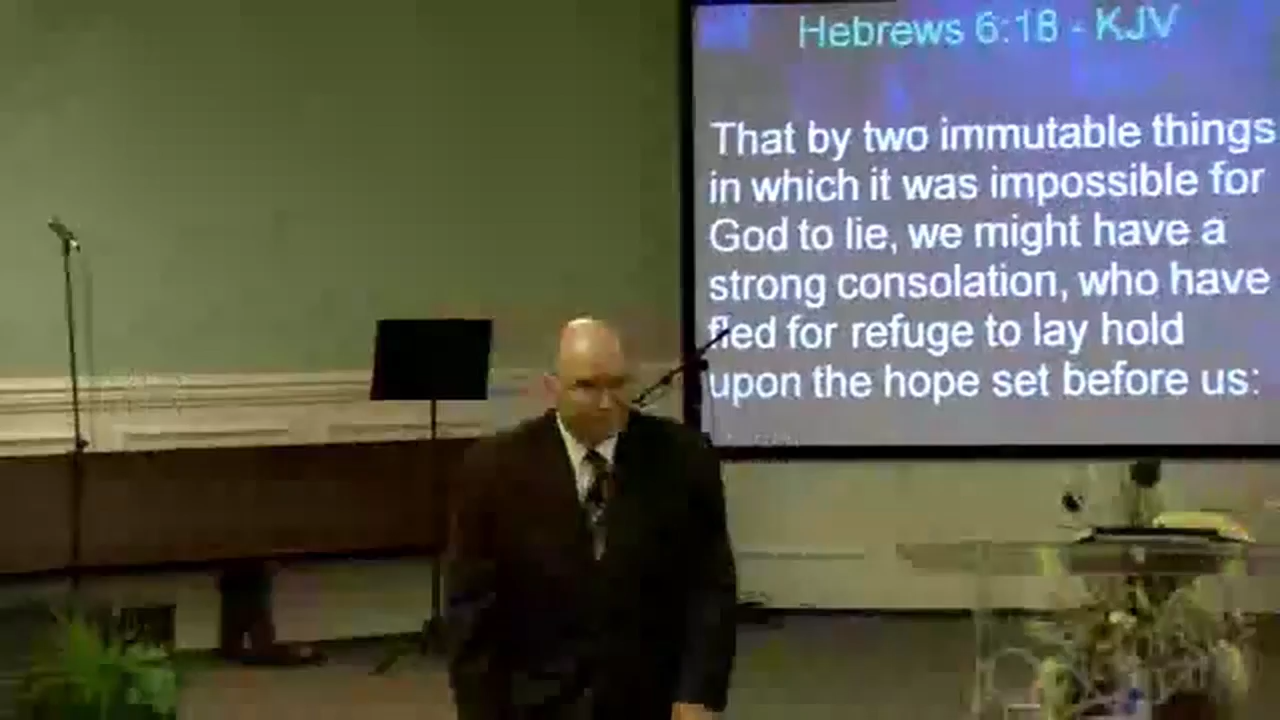 Hebrews 6:18 - KJV
That by two immutable things
in which it was impossible for
God to lie, we might have a
strong consolation, who have
fled for refuge to lay hold
upon the hope set before us: